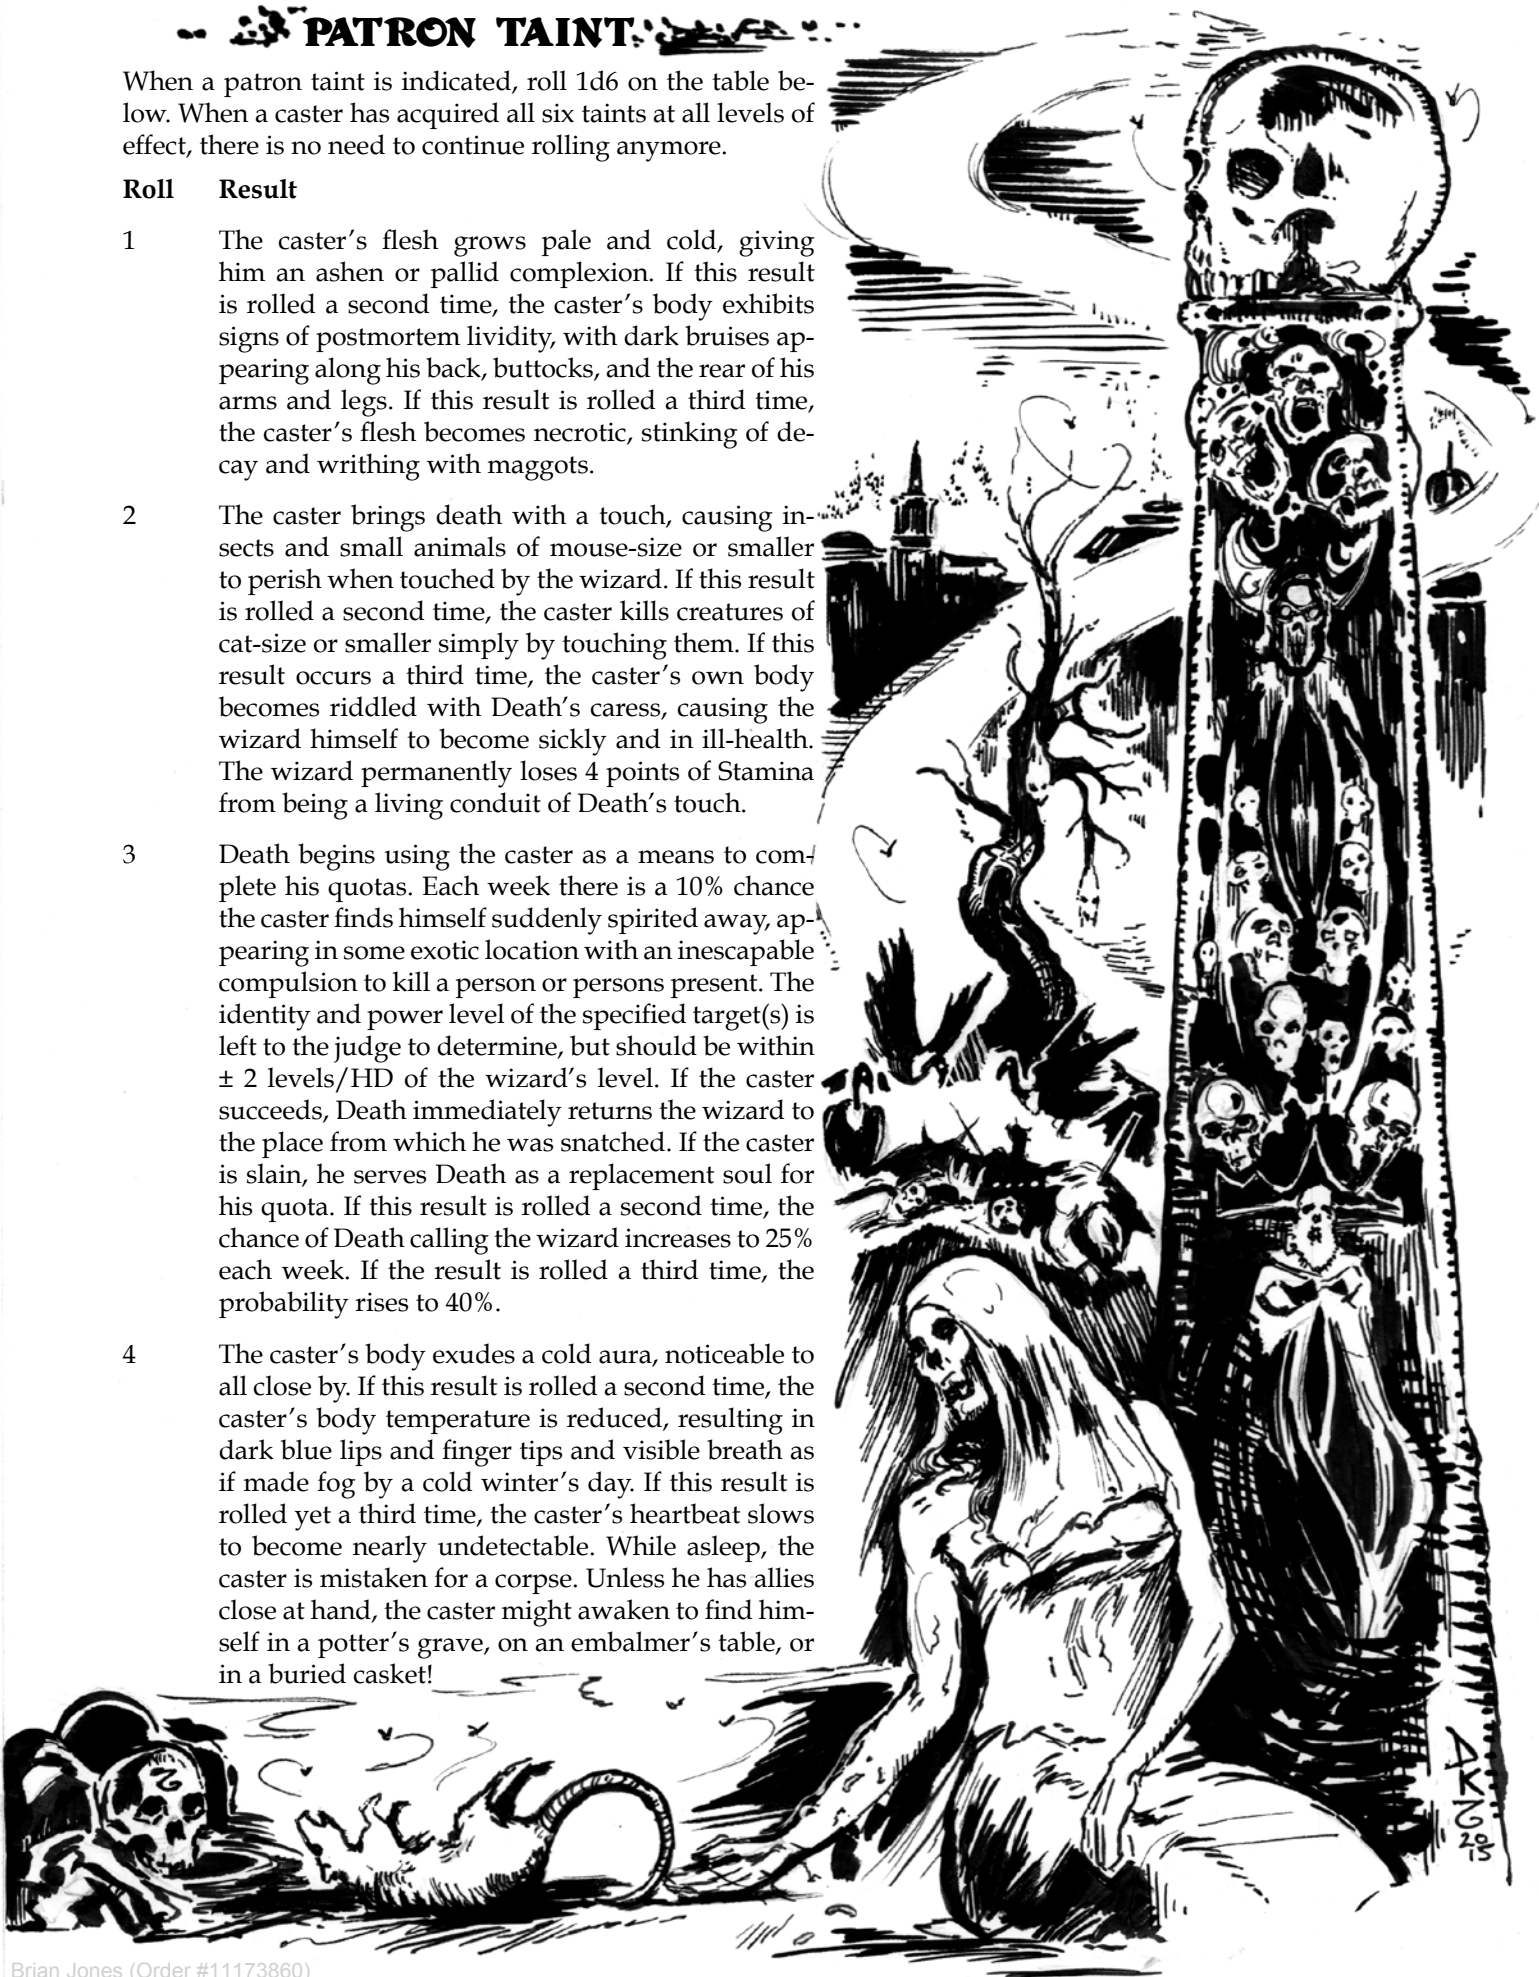 PATRON TAINT
When a patron taint is indicated, roll 1d6 on the table be-
low. When a caster has acquired all six taints at all levels of
effect, there is no need to continue rolling anymore.
Roll Result
1 The caster’s flesh grows pale and cold, giving
him an ashen or pallid complexion. If this result
is rolled a second time, the caster’s body exhibits
signs of postmortem lividity, with dark bruises ap-
pearing along his back, buttocks, and the rear of his
arms and legs. If this result is rolled a third time,
the caster’s flesh becomes necrotic, stinking of de-
cay and writhing with maggots.
2 The caster brings death with a touch, causing in-
sects and small animals of mouse-size or smaller
to perish when touched by the wizard. If this result
is rolled a second time, the caster kills creatures of
cat-size or smaller simply by touching them. If this
result occurs a third time, the caster’s own body
becomes riddled with Death’s caress, causing the
wizard himself to become sickly and in ill-health.
The wizard permanently loses 4 points of Stamina
from being a living conduit of Death’s touch.
3 Death begins using the caster as a means to com-
plete his quotas. Each week there is a 10% chance
the caster finds himself suddenly spirited away, ap-
pearing in some exotic location with an inescapable
compulsion to kill a person or persons present. The
identity and power level of the specified target(s) is
left to the judge to determine, but should be within
± 2 levels/HD of the wizard’s level. If the caster
succeeds, Death immediately returns the wizard to
the place from which he was snatched. If the caster
is slain, he serves Death as a replacement soul for
his quota. If this result is rolled a second time, the
chance of Death calling the wizard increases to 25%
each week. If the result is rolled a third time, the
probability rises to 40%.
4 The caster’s body exudes a cold aura, noticeable to
all close by. If this result is rolled a second time, the
caster’s body temperature is reduced, resulting in
dark blue lips and finger tips and visible breath as
if made fog by a cold winter’s day. If this result is
rolled yet a third time, the caster’s heartbeat slows
to become nearly undetectable. While asleep, the
caster is mistaken for a corpse. Unless he has allies
close at hand, the caster might awaken to find him-
self in a potter’s grave, on an embalmer’s table, or
in a buried casket!
20
15
Brian Jones (Order #11173860)